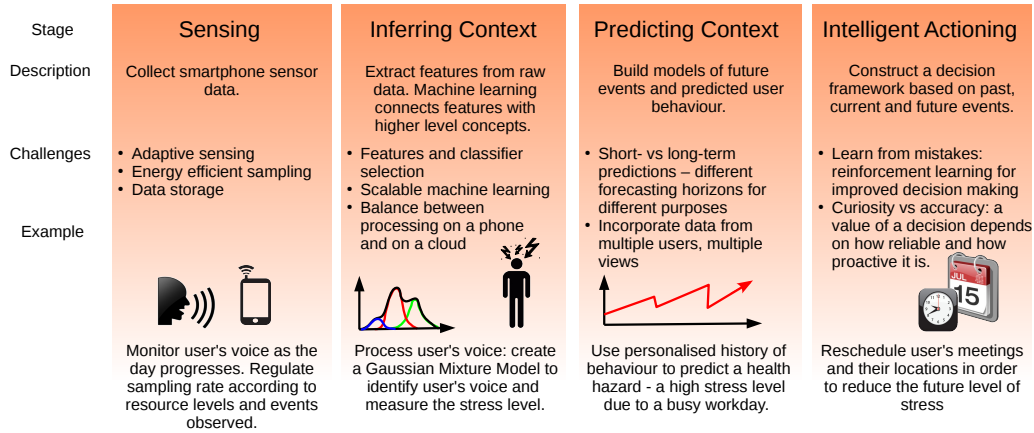 Stage
Sensing
Inferring Context
Predicting Context
Intelligent Actioning
Description
Collect smartphone sensor
data.
Extract features from raw
data. Machine learning
connects features with
higher level concepts.
Build models of future
events and predicted user
behaviour.
Construct a decision
framework based on past,
current and future events.
Challenges
• Adaptive sensing
• Energy efficient sampling
• Data storage
• Features and classifier
selection
• Scalable machine learning
• Balance between
processing on a phone
and on a cloud
• Short- vs long-term
predictions – different
forecasting horizons for
different purposes
• Incorporate data from
multiple users, multiple
views
• Learn from mistakes:
reinforcement learning for
improved decision making
• Curiosity vs accuracy: a
value of a decision depends
on how reliable and how
proactive it is.
Example
JUL
15
Monitor user's voice as the
day progresses. Regulate
sampling rate according to
resource levels and events
observed.
Process user's voice: create
a Gaussian Mixture Model to
identify user's voice and
measure the stress level.
Use personalised history of
behaviour to predict a health
hazard - a high stress level
due to a busy workday.
Reschedule user's meetings
and their locations in order
to reduce the future level of
stress